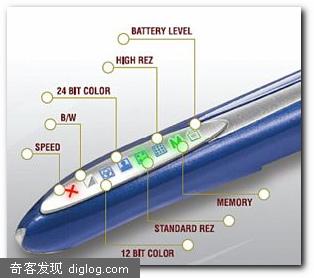 BATTERY LEVEL
HIGH REZ
24 BIT COLOR
B/W
SPEED
MEMORY
STANDARD REZ
12 BIT COLOR
奇客发现 diglog.com